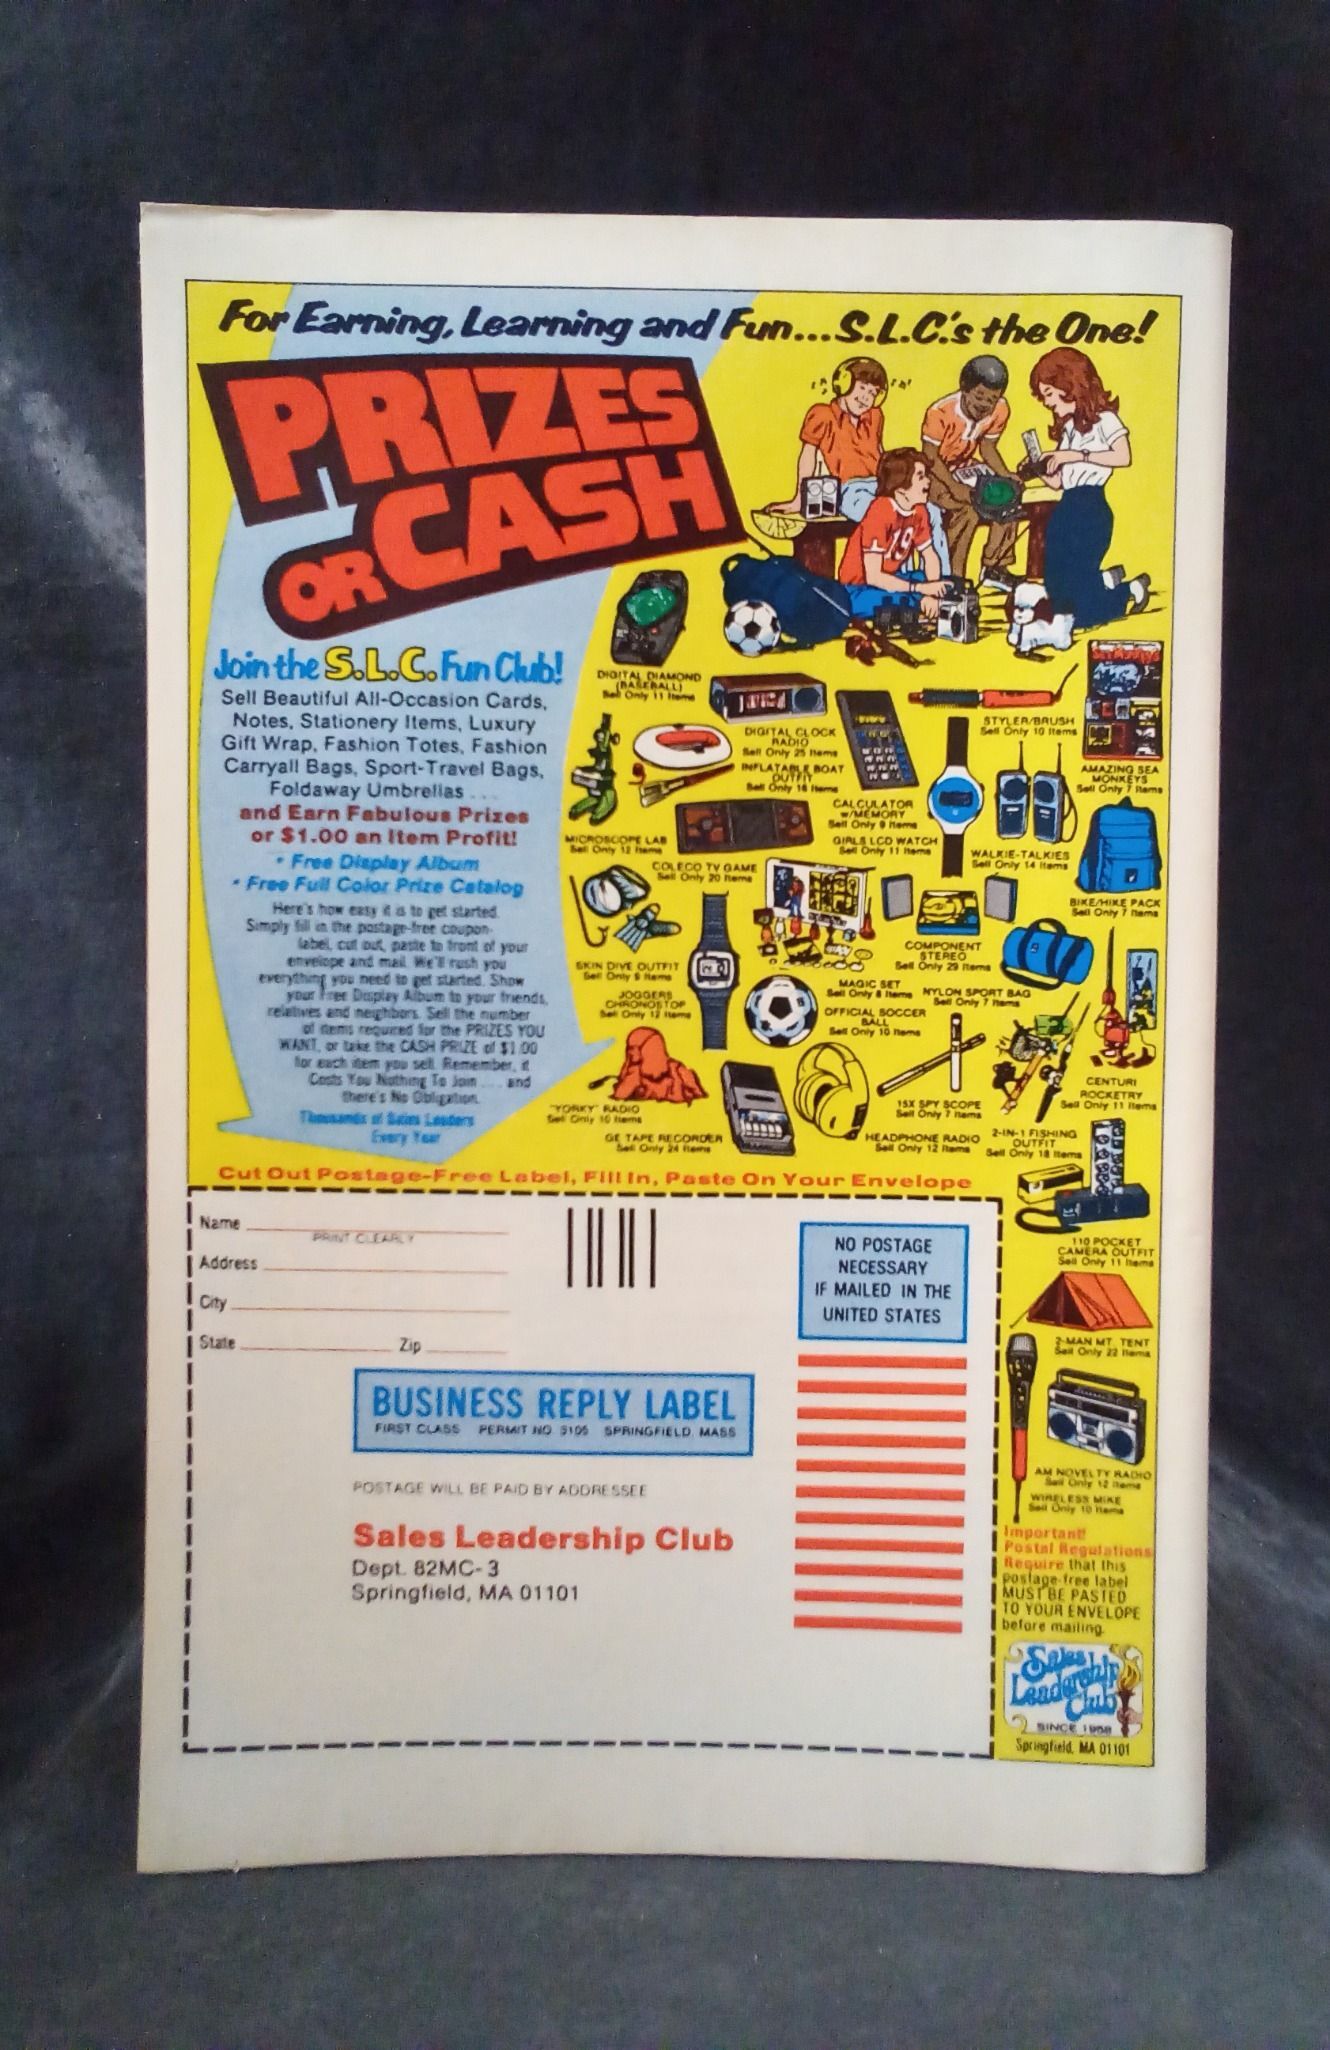 For Earning, Learning and Fun...S.L.C.'s the One!
PRIZES
OR CASH
Join the S.L.C. Fun Club!
Sell Beautiful All-Occasion Cards,
Notes, Stationery Items, Luxury
Gift Wrap, Fashion Totes, Fashion
Carryall Bags, Sport-Travel Bags,
Foldaway Umbrellas ...
and Earn Fabulous Prizes
or $1.00 an Item Profit!
• Free Display Album
• Free Full Color Prize Catalog
Here's how easy it is to get started.
Simply fill in the postage-free coupon-
label, cut out, paste to front of your
envelope and mail. We'll rush you
everything you need to get started. Show
your Free Display Album to your friends,
relatives and neighbors. Sell the number
of items required for the PRIZES YOU
WANT, or take the CASH PRIZE of $1.00
for each item you sell. Remember, it
Costs You Nothing To Join .... and
there's No Obligation.
Thousands of Sales Leaders
Every Year
19
DIGITAL DIAMOND
(BASEBALL)
Sell Only 11 Items
DIGITAL CLOCK
RADIO
Sell Only 25 Items
STYLER/BRUSH
Sell Only 10 Items
Sea Monkeys
AMAZING SEA
MONKEYS
Sell Only 7 Items
INFLATABLE BOAT
OUTFIT
Sell Only 18 Items
CALCULATOR
w/MEMORY
Sell Only 9 Items
MICROSCOPE LAB
Sell Only 12 Items
GIRLS LCD WATCH
Sell Only 11 Items
WALKIE-TALKIES
Sell Only 14 Items
COLECO TV GAME
Sell Only 20 Items
BIKE/HIKE PACK
Sell Only 7 Items
COMPONENT
STEREO
Sell Only 29 Items
SKIN DIVE OUTFIT
Sell Only 9 Items
MAGIC SET
Sell Only 8 Items
NYLON SPORT BAG
Sell Only 7 Items
JOGGERS
CHRONOSTOP
Sell Only 12 Items
OFFICIAL SOCCER
BALL
Sell Only 10 Items
CENTURI
ROCKETRY
Sell Only 11 Items
"YORKY" RADIO
Sell Only 10 Items
15X SPY SCOPE
Sell Only 7 Items
GE TAPE RECORDER
Sell Only 24 Items
HEADPHONE RADIO
Sell Only 12 Items
2-IN-1 FISHING
OUTFIT
Sell Only 18 Items
110 POCKET
CAMERA OUTFIT
Sell Only 11 Items
2-MAN MT. TENT
Sell Only 22 Items
AM NOVELTY RADIO
Sell Only 12 Items
WIRELESS MIKE
Sell Only 10 Items
Cut Out Postage-Free Label, Fill In, Paste On Your Envelope
Name
PRINT CLEARLY
Address
City
State Zip
NO POSTAGE
NECESSARY
IF MAILED IN THE
UNITED STATES
BUSINESS REPLY LABEL
FIRST CLASS PERMIT NO. SPRINGFIELD, MASS
POSTAGE WILL BE PAID BY ADDRESSEE
Sales Leadership Club
Dept. 82MC-3
Springfield, MA 01101
Important!
Postal Regulations
Require that this
postage-free label
MUST BE PASTED
TO YOUR ENVELOPE
before mailing.
Sales
Leadership
Club
SINCE 1958
Springfield, MA 01101